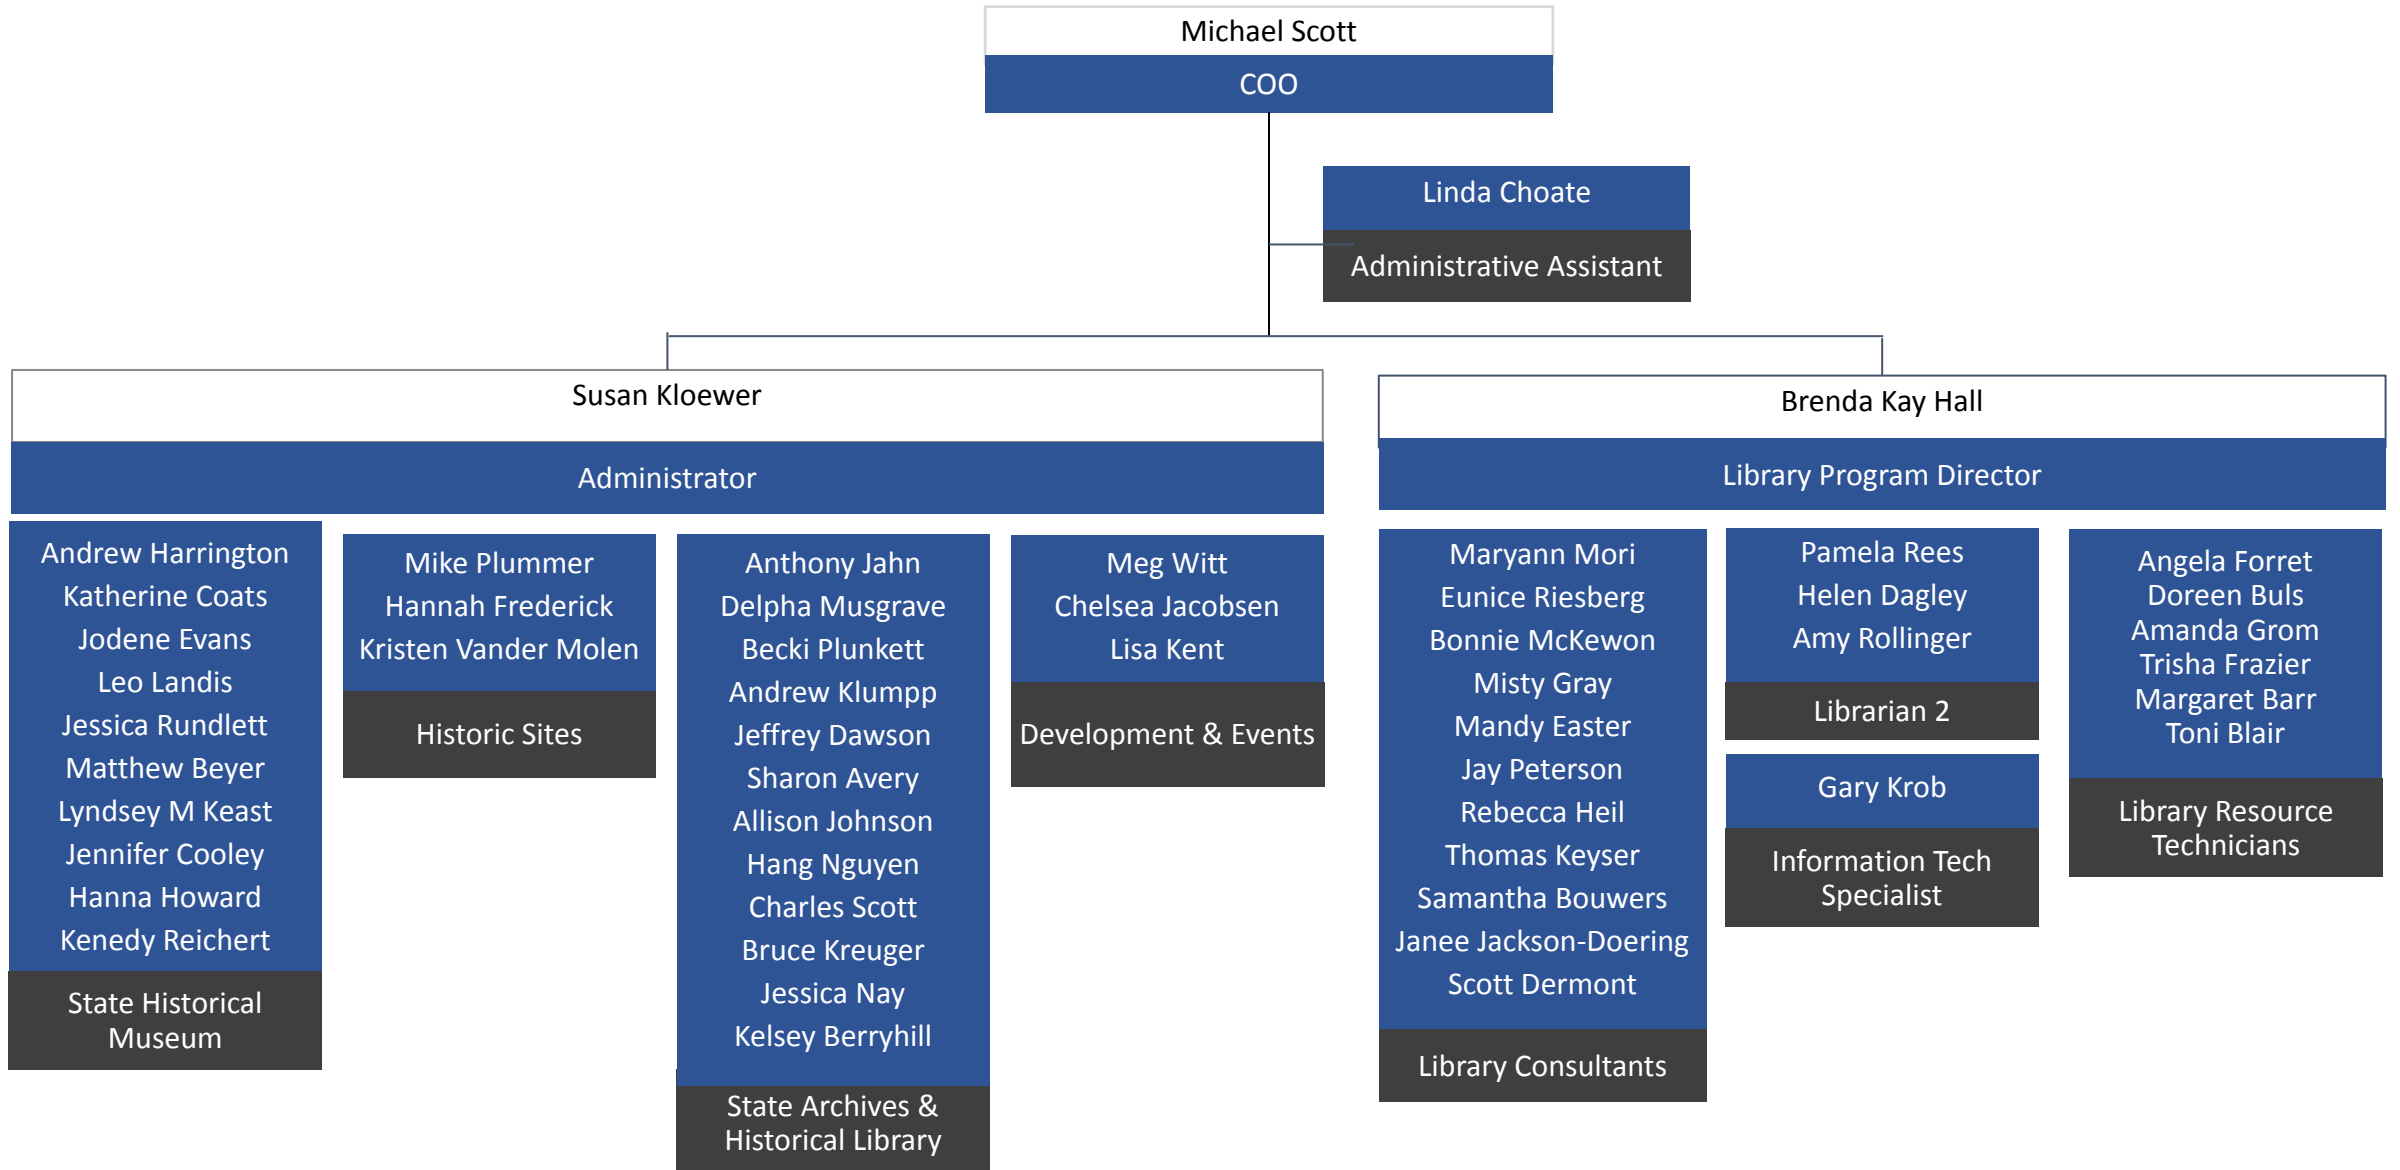 Michael Scott
COO
Linda Choate
Administrative Assistant
Susan Kloewer
Administrator
Andrew Harrington
Katherine Coats
Jodene Evans
Leo Landis
Jessica Rundlett
Matthew Beyer
Lyndsey M Keast
Jennifer Cooley
Hanna Howard
Kenedy Reichert
State Historical
Museum
Mike Plummer
Hannah Frederick
Kristen Vander Molen
Historic Sites
Anthony Jahn
Delpha Musgrave
Becki Plunkett
Andrew Klumpp
Jeffrey Dawson
Sharon Avery
Allison Johnson
Hang Nguyen
Charles Scott
Bruce Kreuger
Jessica Nay
Kelsey Berryhill
State Archives &
Historical Library
Meg Witt
Chelsea Jacobsen
Lisa Kent
Development & Events
Brenda Kay Hall
Library Program Director
Maryann Mori
Eunice Riesberg
Bonnie McKewon
Misty Gray
Mandy Easter
Jay Peterson
Rebecca Heil
Thomas Keyser
Samantha Bouwers
Janee Jackson-Doering
Scott Dermont
Library Consultants
Pamela Rees
Helen Dagley
Amy Rollinger
Librarian 2
Gary Krob
Information Tech
Specialist
Angela Forret
Doreen Buls
Amanda Grom
Trisha Frazier
Margaret Barr
Toni Blair
Library Resource
Technicians